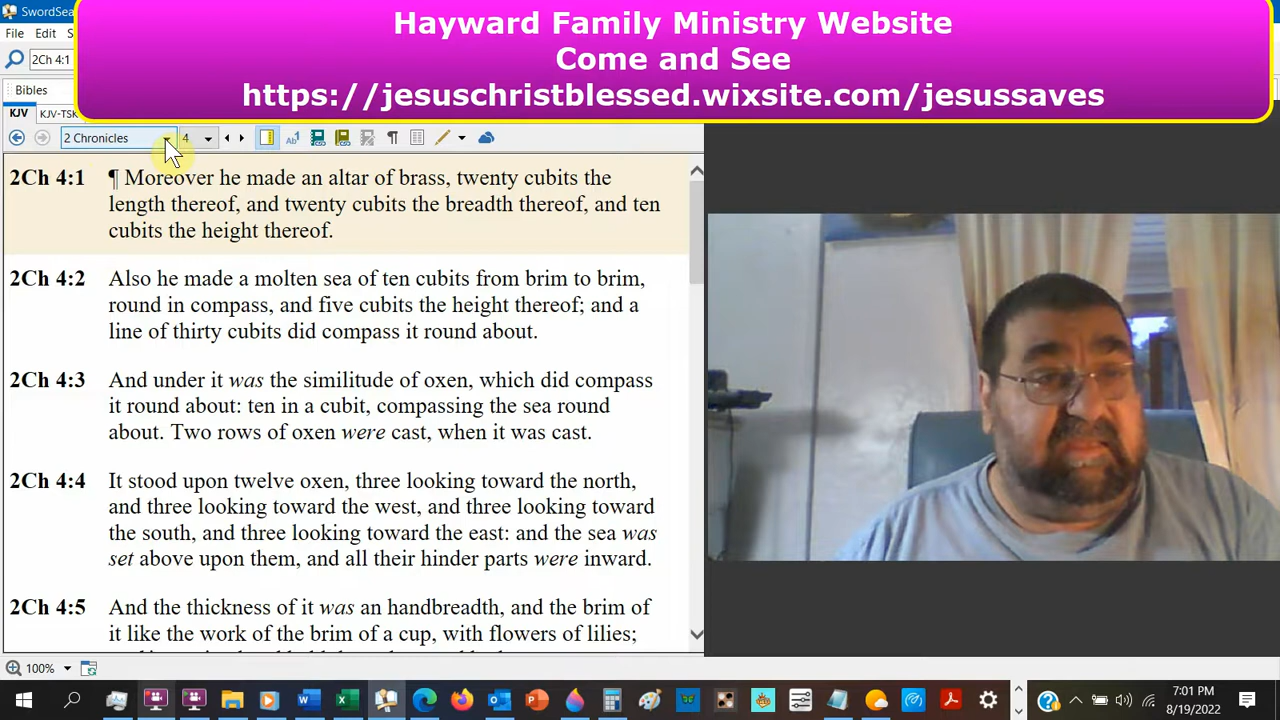 SwordSea
Hayward Family Ministry Website
Come and See
https://jesuschristblessed.wixsite.com/jesussaves
File Edit S
2Ch 4:1
Bibles
KJV KJV-TSK
2 Chronicles 4
2Ch 4:1 ¶ Moreover he made an altar of brass, twenty cubits the
length thereof, and twenty cubits the breadth thereof, and ten
cubits the height thereof.
2Ch 4:2 Also he made a molten sea of ten cubits from brim to brim,
round in compass, and five cubits the height thereof; and a
line of thirty cubits did compass it round about.
2Ch 4:3 And under it was the similitude of oxen, which did compass
it round about: ten in a cubit, compassing the sea round
about. Two rows of oxen were cast, when it was cast.
2Ch 4:4 It stood upon twelve oxen, three looking toward the north,
and three looking toward the west, and three looking toward
the south, and three looking toward the east: and the sea was
set above upon them, and all their hinder parts were inward.
2Ch 4:5 And the thickness of it was an handbreadth, and the brim of
it like the work of the brim of a cup, with flowers of lilies;
100%
7:01 PM
8/19/2022